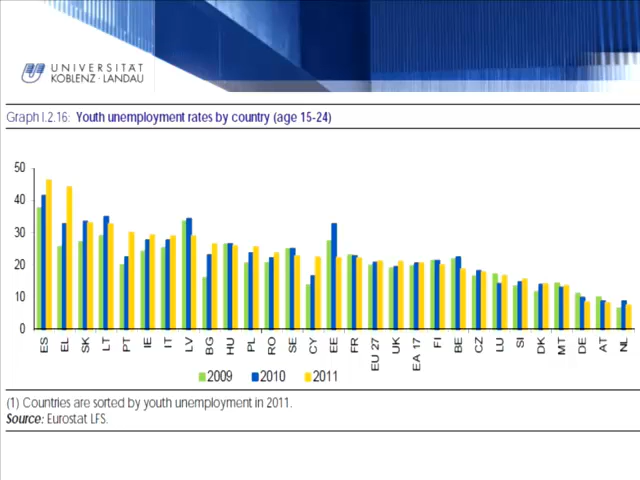 UNIVERSITÄT
KOBLENZ · LANDAU
Graph I.2.16: Youth unemployment rates by country (age 15-24)
50
40
30
20
10
0
ES EL SK LT PT IE IT LV BG HU PL RO SE CY EE FR EU 27 UK EA 17 FI BE CZ LU SI DK MT DE AT NL
2009 2010 2011
(1) Countries are sorted by youth unemployment in 2011.
Source: Eurostat LFS.